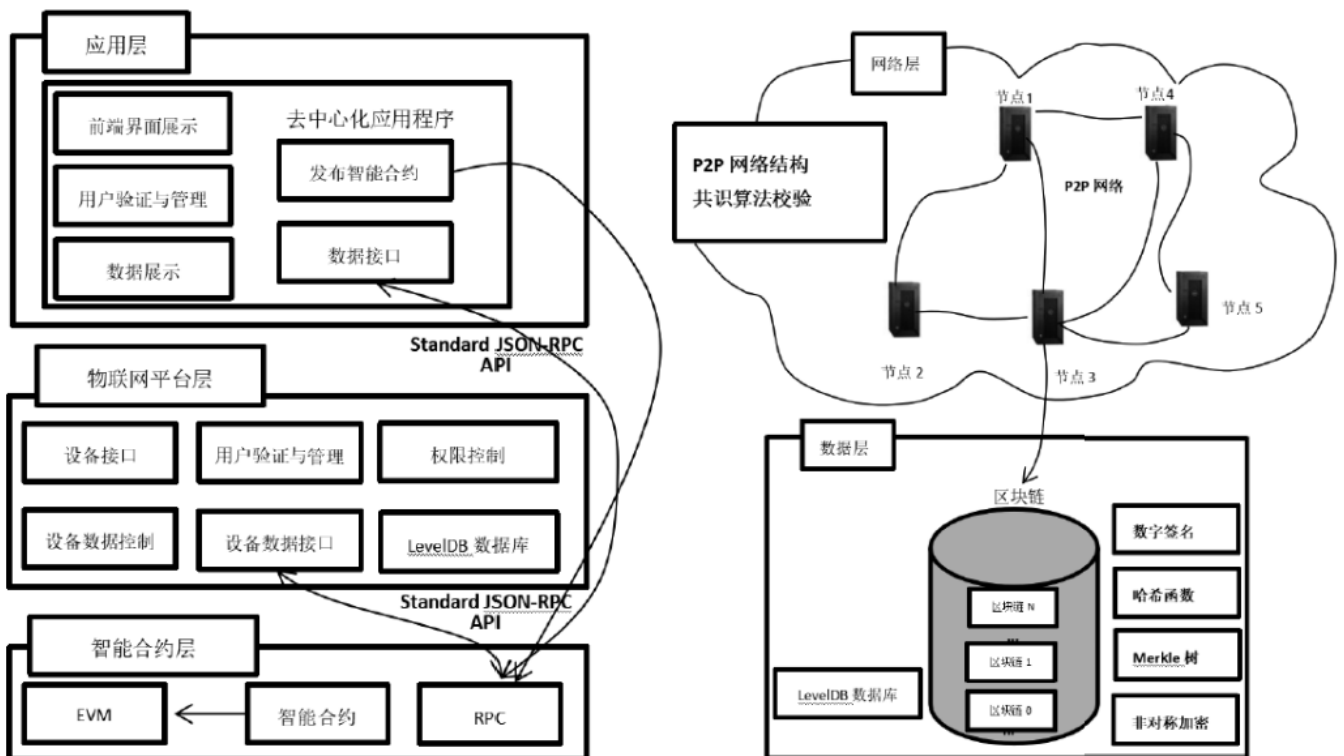 应用层
前端界面展示
去中心化应用程序
发布智能合约
用户验证与管理
数据接口
数据展示
Standard JSON-RPC
API
物联网平台层
设备接口
用户验证与管理
权限控制
设备数据控制
设备数据接口
LevelDB 数据库
Standard JSON-RPC
API
智能合约层
EVM
智能合约
RPC
网络层
节点1
节点4
P2P 网络结构
共识算法校验
P2P 网络
节点 5
节点 2
节点 3
数据层
区块链
数字签名
哈希函数
区块链 N
...
Merkle 树
区块链 1
LevelDB 数据库
区块链 0
...
非对称加密